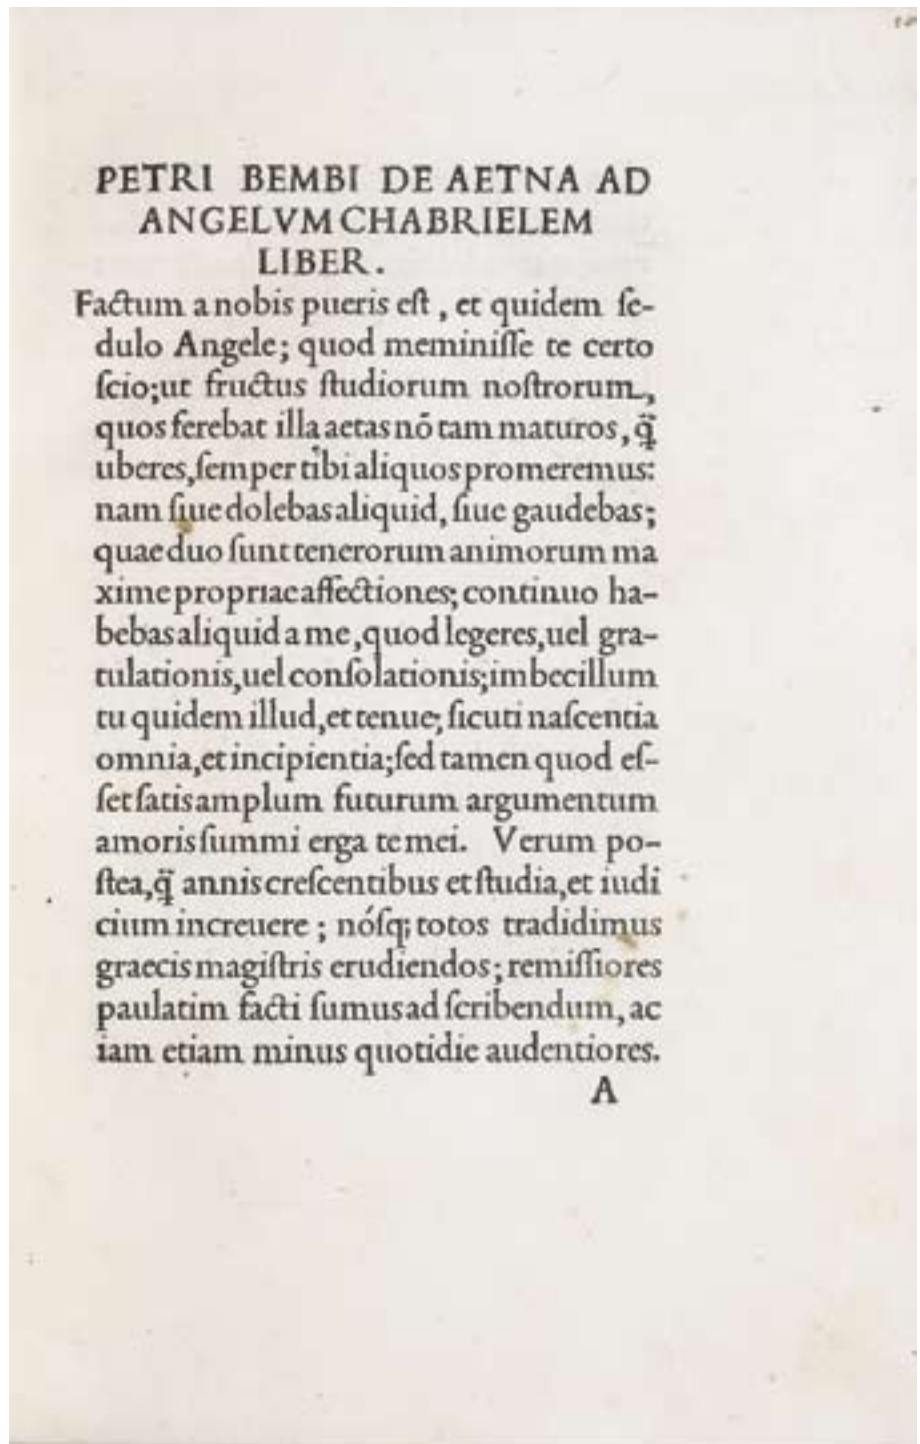 PETRI BEMBI DE AETNA AD
ANGELVM CHABRIELEM
LIBER.
Factum a nobis pueris eſt, et quidem ſe-
dulo Angele; quod meminiſſe te certo
ſcio; ut fructus ſtudiorum noſtrorum,
quos ferebat illa aetas nō tam maturos, q̄̈
uberes, ſemper tibi aliquos promeremus:
nam ſiue dolebas aliquid, ſiue gaudebas;
quae duo ſunt tenerorum animorum ma
xime propriae affectiones; continuo ha-
bebas aliquid a me, quod legeres, uel gra-
tulationis, uel conſolationis; imbecillum
tu quidem illud, et tenue; ſicuti naſcentia
omnia, et incipientia; ſed tamen quod eſ-
ſet ſatis amplum futurum argumentum
amoris ſummi erga te mei. Verum po-
ſtea, q̄̈ annis creſcentibus et ſtudia, et iudi
cium increuere; nóſq; totos tradidimus
graecis magiſtris erudiendos; remiſſiores
paulatim facti ſumus ad ſcribendum, ac
iam etiam minus quotidie audentiores.
A